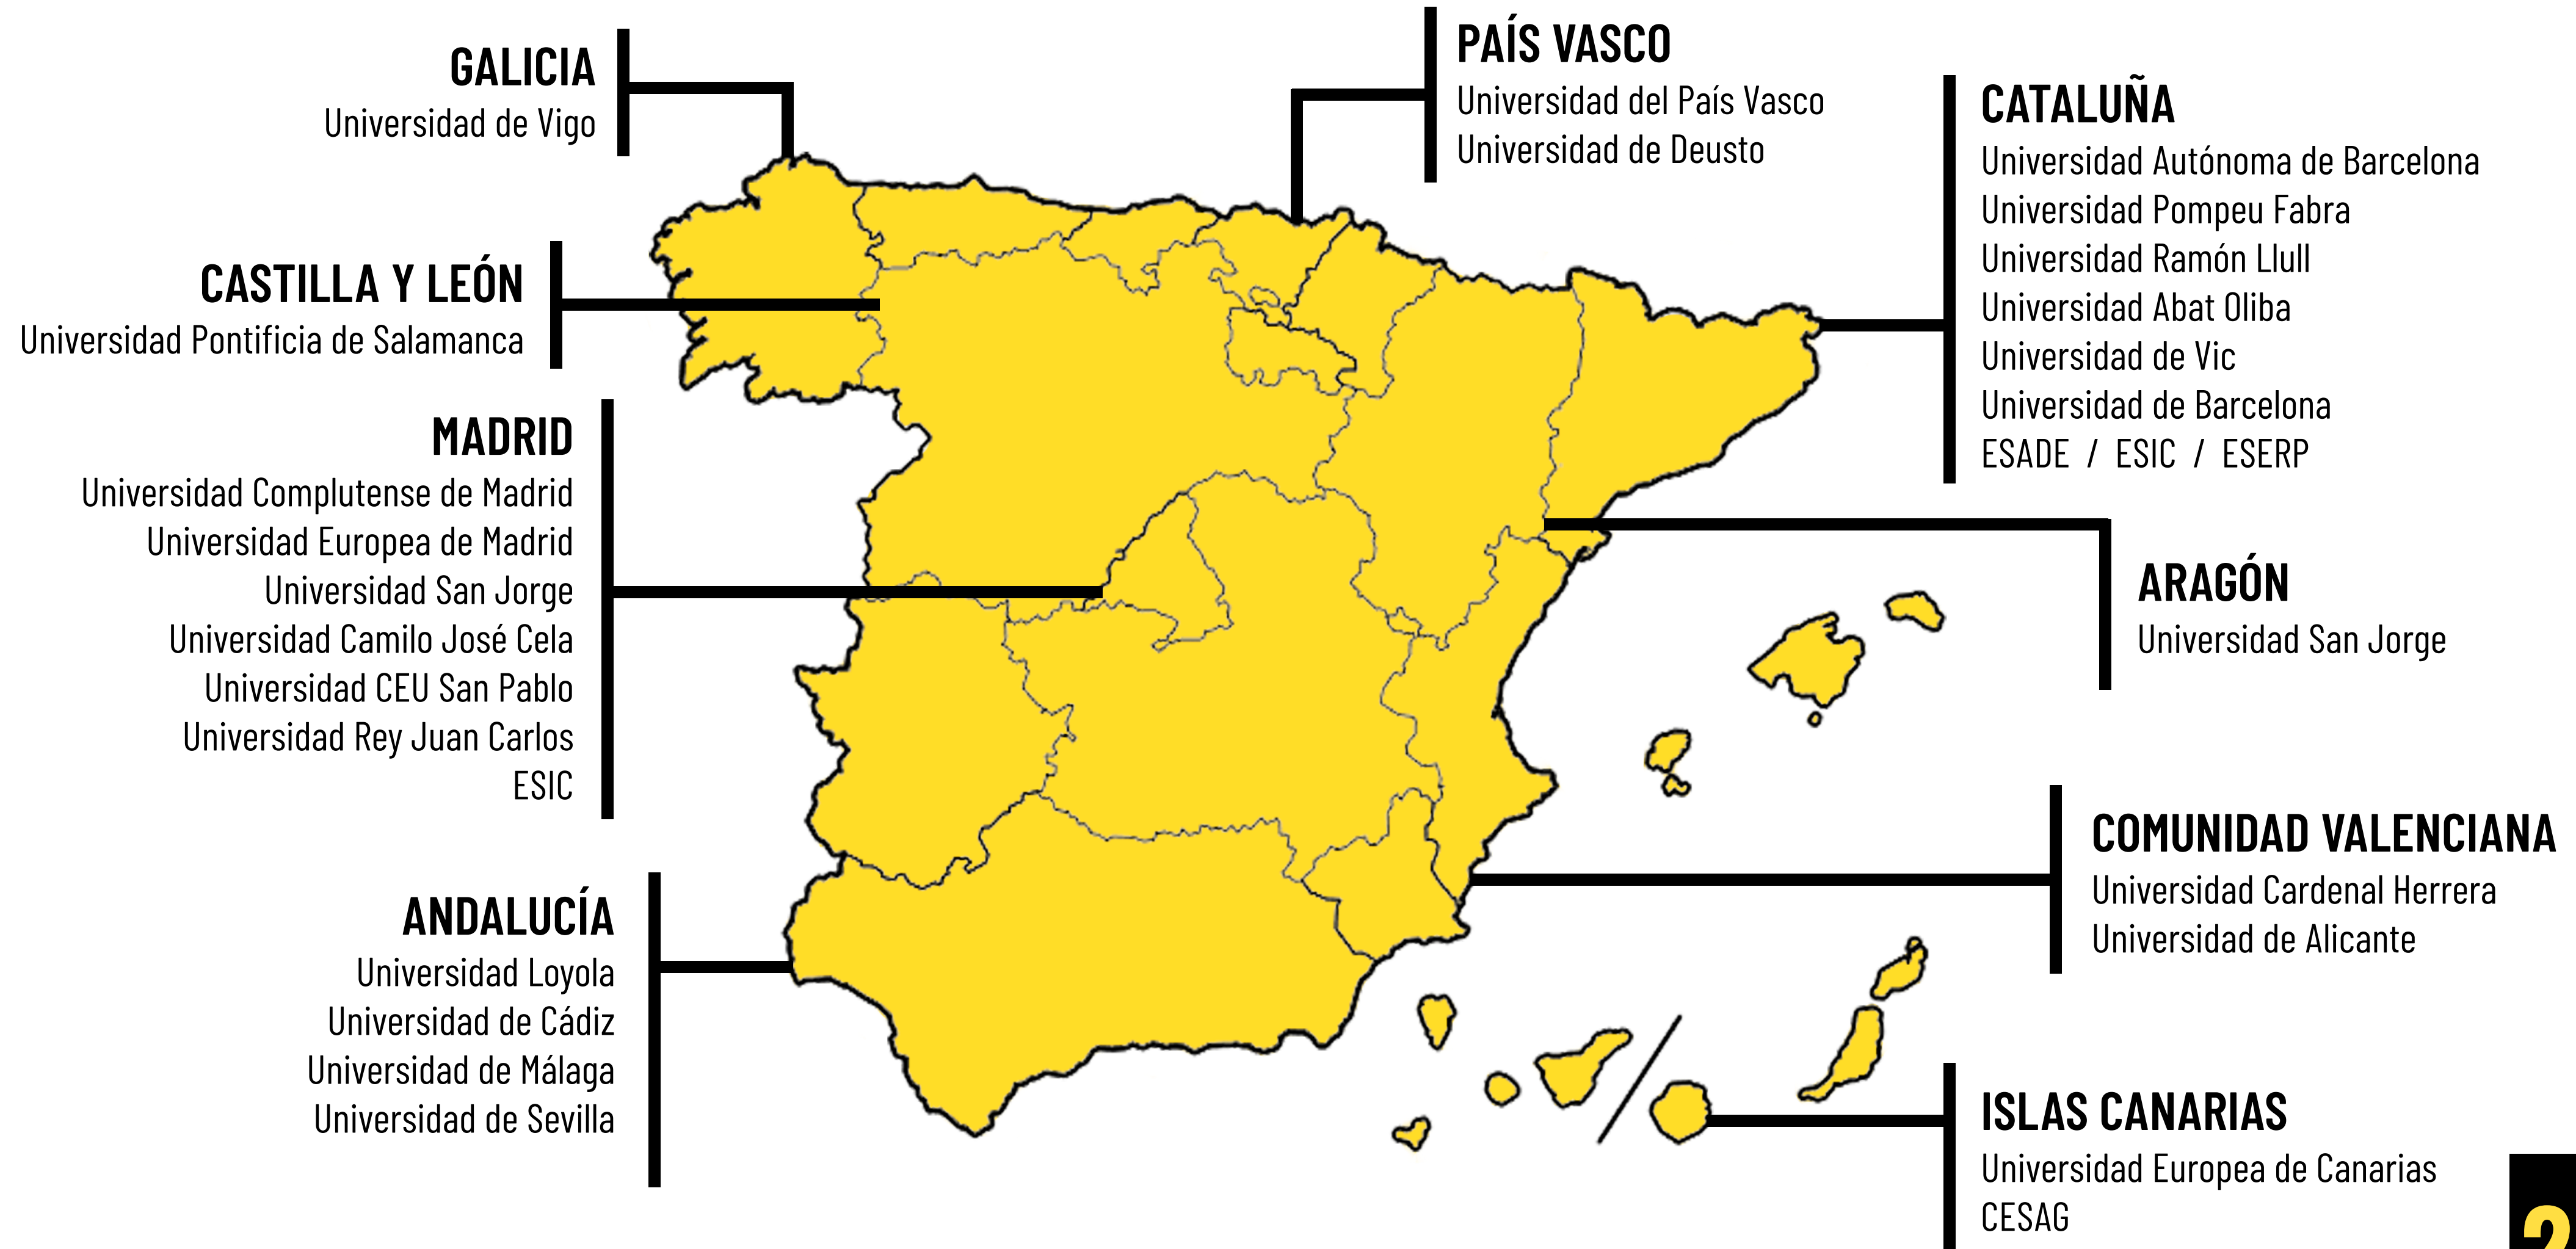 GALICIA
Universidad de Vigo
PAÍS VASCO
Universidad del País Vasco
Universidad de Deusto
CATALUÑA
Universidad Autónoma de Barcelona
Universidad Pompeu Fabra
Universidad Ramón Llull
Universidad Abat Oliba
Universidad de Vic
Universidad de Barcelona
ESADE / ESIC / ESERP
CASTILLA Y LEÓN
Universidad Pontificia de Salamanca
MADRID
Universidad Complutense de Madrid
Universidad Europea de Madrid
Universidad San Jorge
Universidad Camilo José Cela
Universidad CEU San Pablo
Universidad Rey Juan Carlos
ESIC
ARAGÓN
Universidad San Jorge
COMUNIDAD VALENCIANA
Universidad Cardenal Herrera
Universidad de Alicante
ANDALUCÍA
Universidad Loyola
Universidad de Cádiz
Universidad de Málaga
Universidad de Sevilla
ISLAS CANARIAS
Universidad Europea de Canarias
CESAG